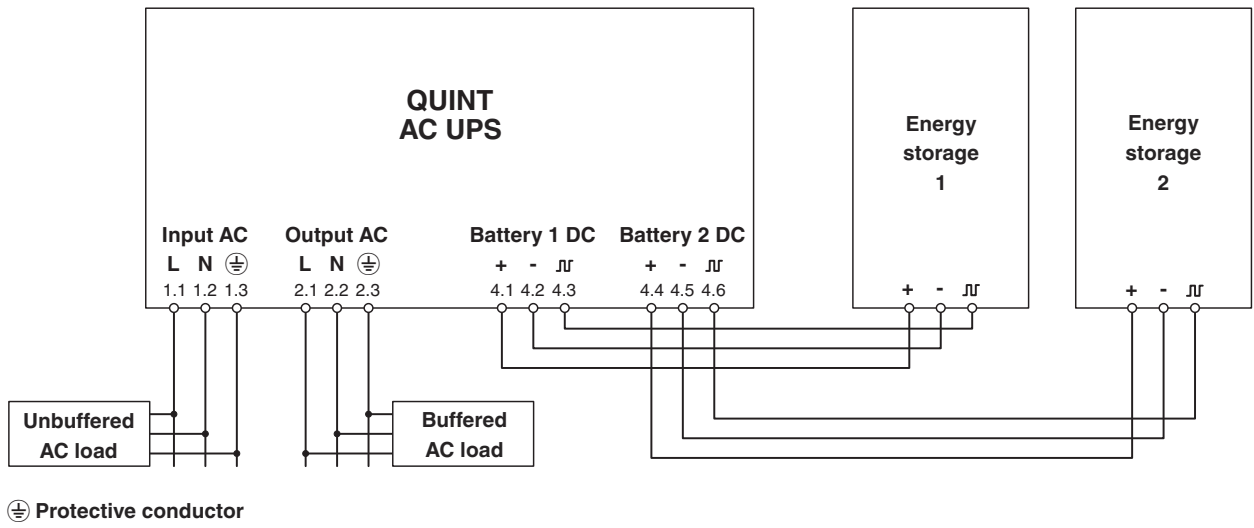 QUINT
AC UPS
Energy
storage
1
Energy
storage
2
Input AC Output AC Battery 1 DC Battery 2 DC
L N L N + - + -
1.1 1.2 1.3 2.1 2.2 2.3 4.1 4.2 4.3 4.4 4.5 4.6
+ - + -
Unbuffered
AC load
Buffered
AC load
Protective conductor